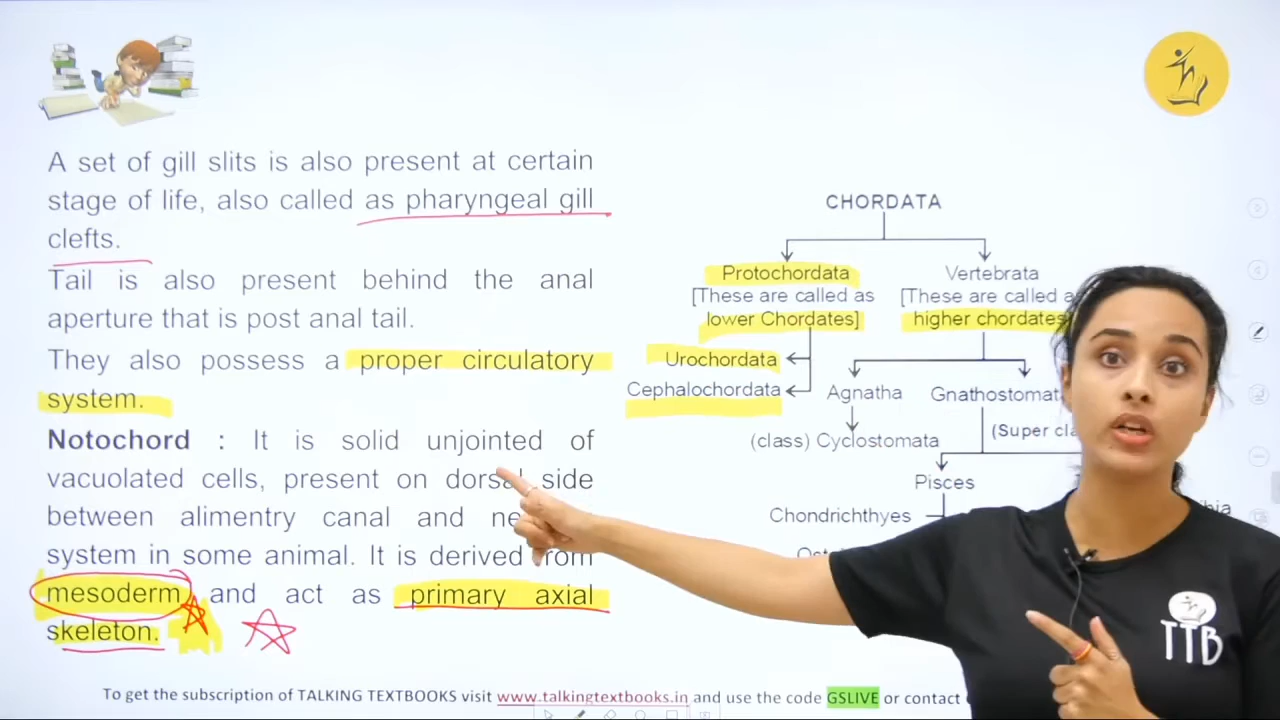 A set of gill slits is also present at certain
stage of life, also called as pharyngeal gill
clefts.
Tail is also present behind the anal
aperture that is post anal tail.
They also possess a proper circulatory
system.
Notochord : It is solid unjointed of
vacuolated cells, present on dorsal side
between alimentry canal and
system in some animal. It is derived from
mesoderm and act as primary axial
skeleton.
CHORDATA
Protochordata
[These are called as
lower Chordates]
Urochordata
Cephalochordata
Vertebrata
[These are called a
higher chordates]
Agnatha
Gnathostomat
(class) Cyclostomata
(Super cla
Pisces
Chondrichthyes
TTB
To get the subscription of TALKING TEXTBOOKS visit www.talkingtextbooks.in and use the code GSLIVE or contact